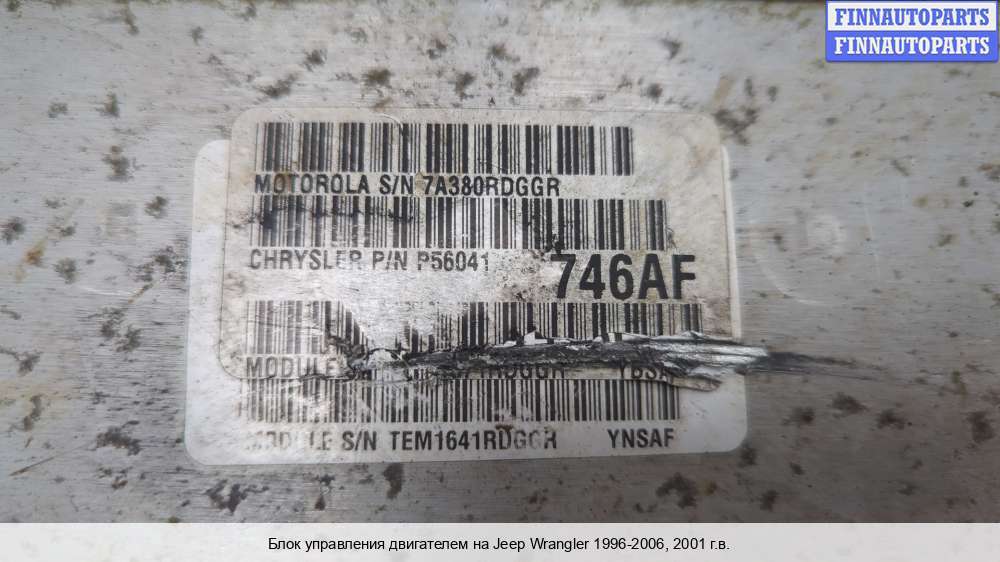 FINNAUTOPARTS
FINNAUTOPARTS
MOTOROLA S/N 7A380RDGGR
CHRYSLER P/N P56041 746AF
MODULE
MODULE S/N TEM1641RDGGR YNSAF
Блок управления двигателем на Jeep Wrangler 1996-2006, 2001 г.в.